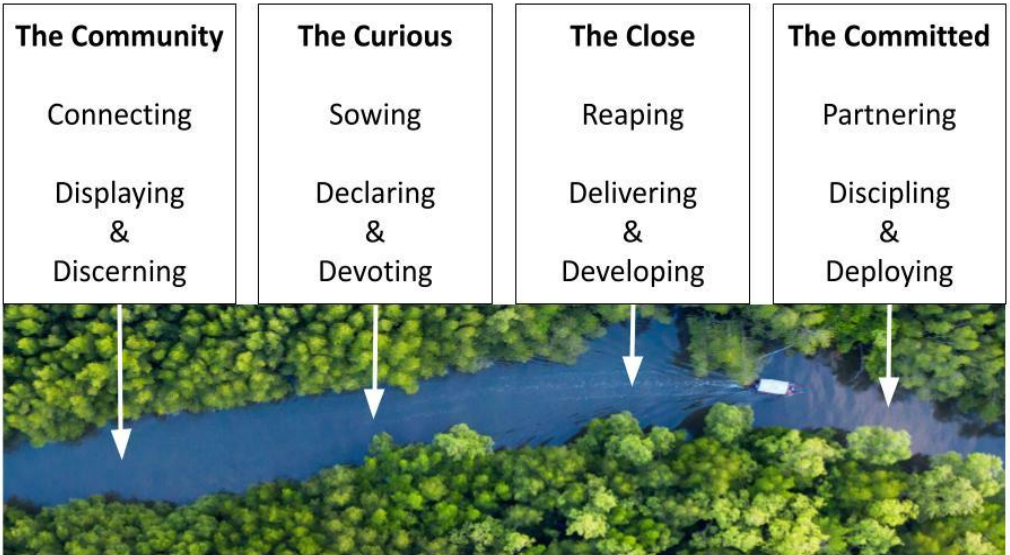 The Community
Connecting
Displaying
&
Discerning
The Curious
Sowing
Declaring
&
Devoting
The Close
Reaping
Delivering
&
Developing
The Committed
Partnering
Discipling
&
Deploying